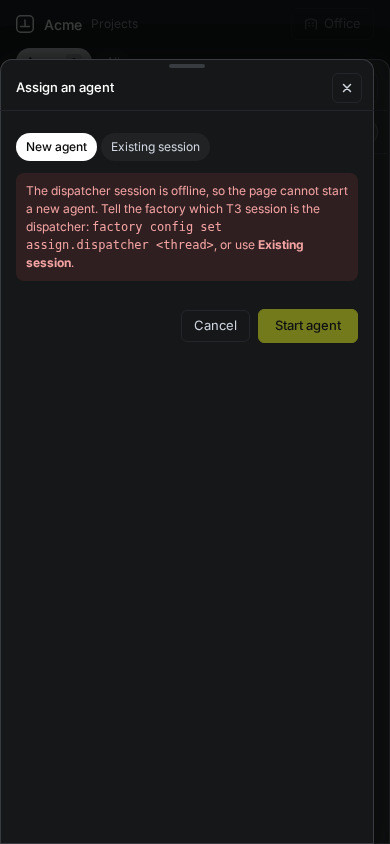 Acme Projects Office
Assign an agent
New agent Existing session
The dispatcher session is offline, so the page cannot start
a new agent. Tell the factory which T3 session is the
dispatcher: factory config set
assign.dispatcher <thread>, or use Existing
session.
Cancel Start agent